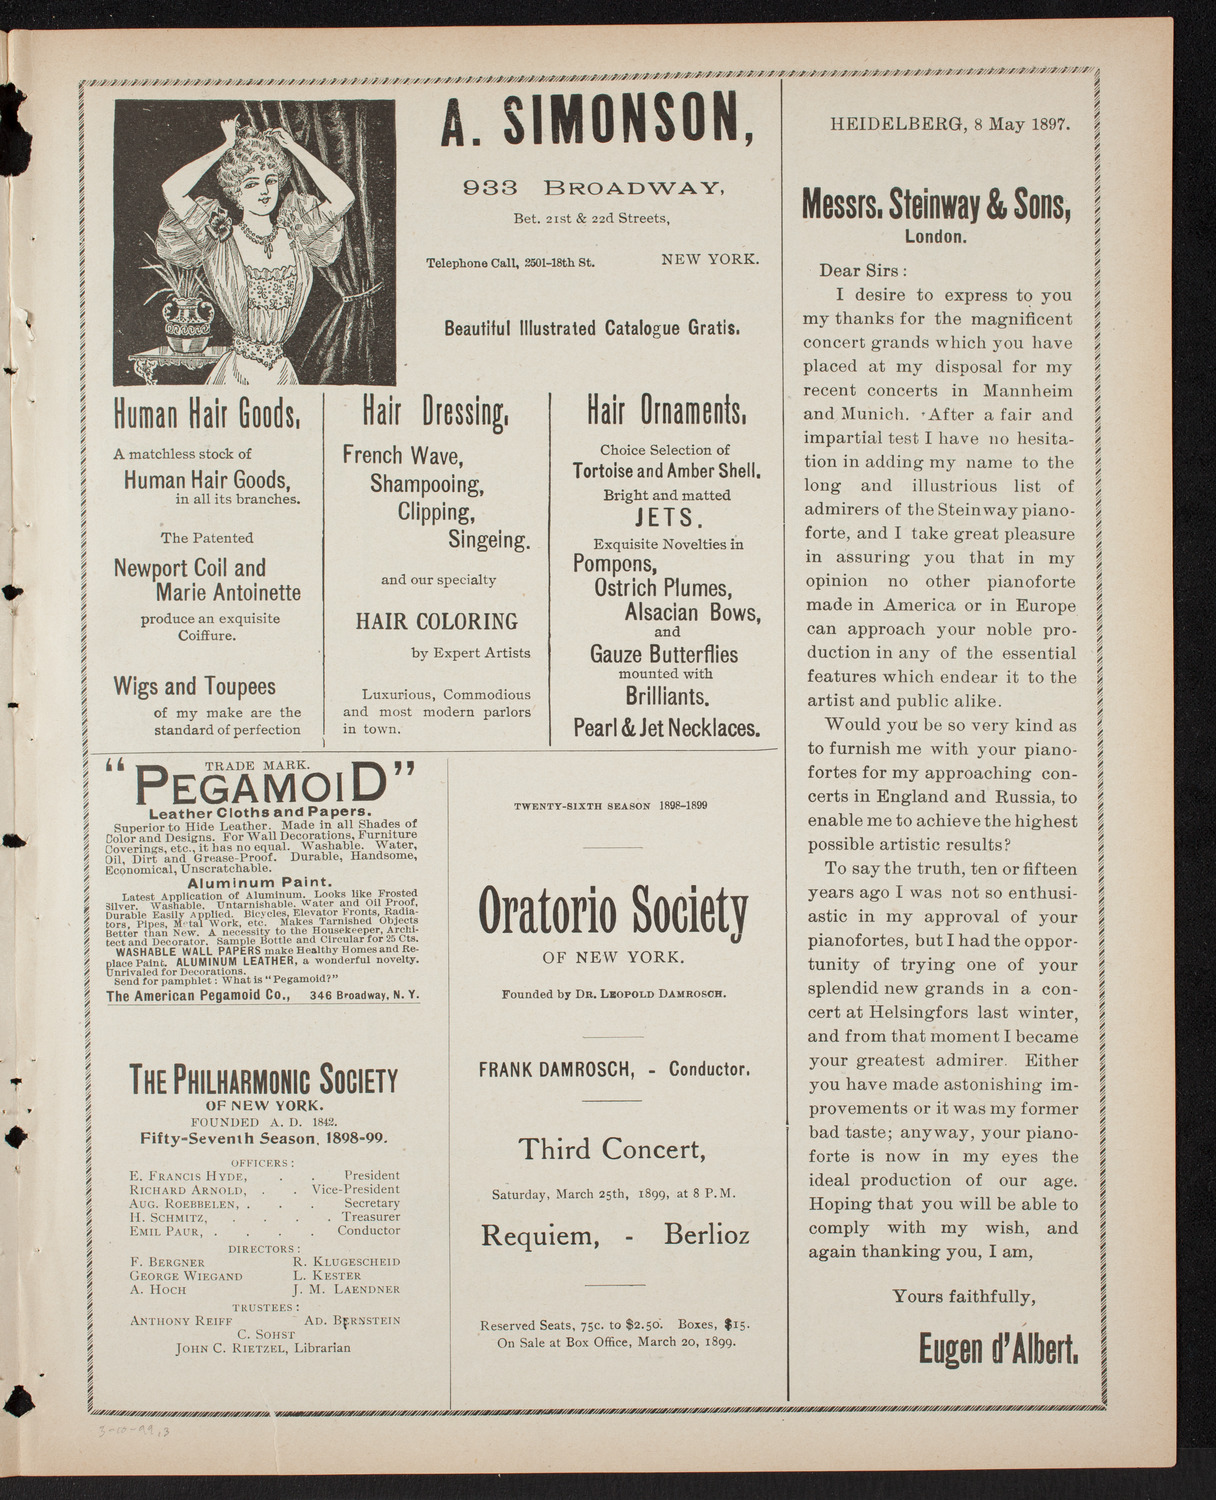 A. SIMONSON,
933 BROADWAY,
Bet. 21st & 22d Streets,
Telephone Call, 2501-18th St. NEW YORK.
Beautiful Illustrated Catalogue Gratis.
Human Hair Goods,
A matchless stock of
Human Hair Goods,
in all its branches.
The Patented
Newport Coil and
Marie Antoinette
produce an exquisite
Coiffure.
Wigs and Toupees
of my make are the
standard of perfection
Hair Dressing,
French Wave,
Shampooing,
Clipping,
Singeing.
and our specialty
HAIR COLORING
by Expert Artists
Luxurious, Commodious
and most modern parlors
in town.
Hair Ornaments,
Choice Selection of
Tortoise and Amber Shell.
Bright and matted
JETS.
Exquisite Novelties in
Pompons,
Ostrich Plumes,
Alsacian Bows,
and
Gauze Butterflies
mounted with
Brilliants.
Pearl & Jet Necklaces.
TRADE MARK.
"PEGAMOID"
Leather Cloths and Papers.
Superior to Hide Leather. Made in all Shades of
Color and Designs. For Wall Decorations, Furniture
Coverings, etc., it has no equal. Washable. Water,
Oil, Dirt and Grease-Proof. Durable, Handsome,
Economical, Unscratchable.
Aluminum Paint.
Latest Application of Aluminum. Looks like Frosted
Silver. Washable. Untarnishable. Water and Oil Proof,
Durable Easily Applied. Bicycles, Elevator Fronts, Radia-
tors, Pipes, Metal Work, etc. Makes Tarnished Objects
Better than New. A necessity to the Housekeeper, Archi-
tect and Decorator. Sample Bottle and Circular for 25 Cts.
WASHABLE WALL PAPERS make Healthy Homes and Re-
place Paint. ALUMINUM LEATHER, a wonderful novelty.
Unrivaled for Decorations.
Send for pamphlet: What is "Pegamoid?"
The American Pegamoid Co., 346 Broadway, N. Y.
THE PHILHARMONIC SOCIETY
OF NEW YORK.
FOUNDED A. D. 1842.
Fifty-Seventh Season, 1898-99.
OFFICERS:
E. FRANCIS HYDE, . . President
RICHARD ARNOLD, . . Vice-President
AUG. ROEBBELEN, . . . Secretary
H. SCHMITZ, . . . . Treasurer
EMIL PAUR, . . . . Conductor
DIRECTORS:
F. BERGNER R. KLUGESCHEID
GEORGE WIEGAND L. KESTER
A. HOCH J. M. LAENDNER
TRUSTEES:
ANTHONY REIFF AD. BERNSTEIN
C. SOHST
JOHN C. RIETZEL, Librarian
TWENTY-SIXTH SEASON 1898-1899
Oratorio Society
OF NEW YORK.
Founded by DR. LEOPOLD DAMROSCH.
FRANK DAMROSCH, - Conductor.
Third Concert,
Saturday, March 25th, 1899, at 8 P.M.
Requiem, - Berlioz
Reserved Seats, 75c. to $2.50. Boxes, $15.
On Sale at Box Office, March 20, 1899.
HEIDELBERG, 8 May 1897.
Messrs. Steinway & Sons,
London.
Dear Sirs:
I desire to express to you
my thanks for the magnificent
concert grands which you have
placed at my disposal for my
recent concerts in Mannheim
and Munich. After a fair and
impartial test I have no hesita-
tion in adding my name to the
long and illustrious list of
admirers of the Steinway piano-
forte, and I take great pleasure
in assuring you that in my
opinion no other pianoforte
made in America or in Europe
can approach your noble pro-
duction in any of the essential
features which endear it to the
artist and public alike.
Would you be so very kind as
to furnish me with your piano-
fortes for my approaching con-
certs in England and Russia, to
enable me to achieve the highest
possible artistic results?
To say the truth, ten or fifteen
years ago I was not so enthusi-
astic in my approval of your
pianofortes, but I had the oppor-
tunity of trying one of your
splendid new grands in a con-
cert at Helsingfors last winter,
and from that moment I became
your greatest admirer. Either
you have made astonishing im-
provements or it was my former
bad taste; anyway, your piano-
forte is now in my eyes the
ideal production of our age.
Hoping that you will be able to
comply with my wish, and
again thanking you, I am,
Yours faithfully,
Eugen d'Albert.
3-10-99,3